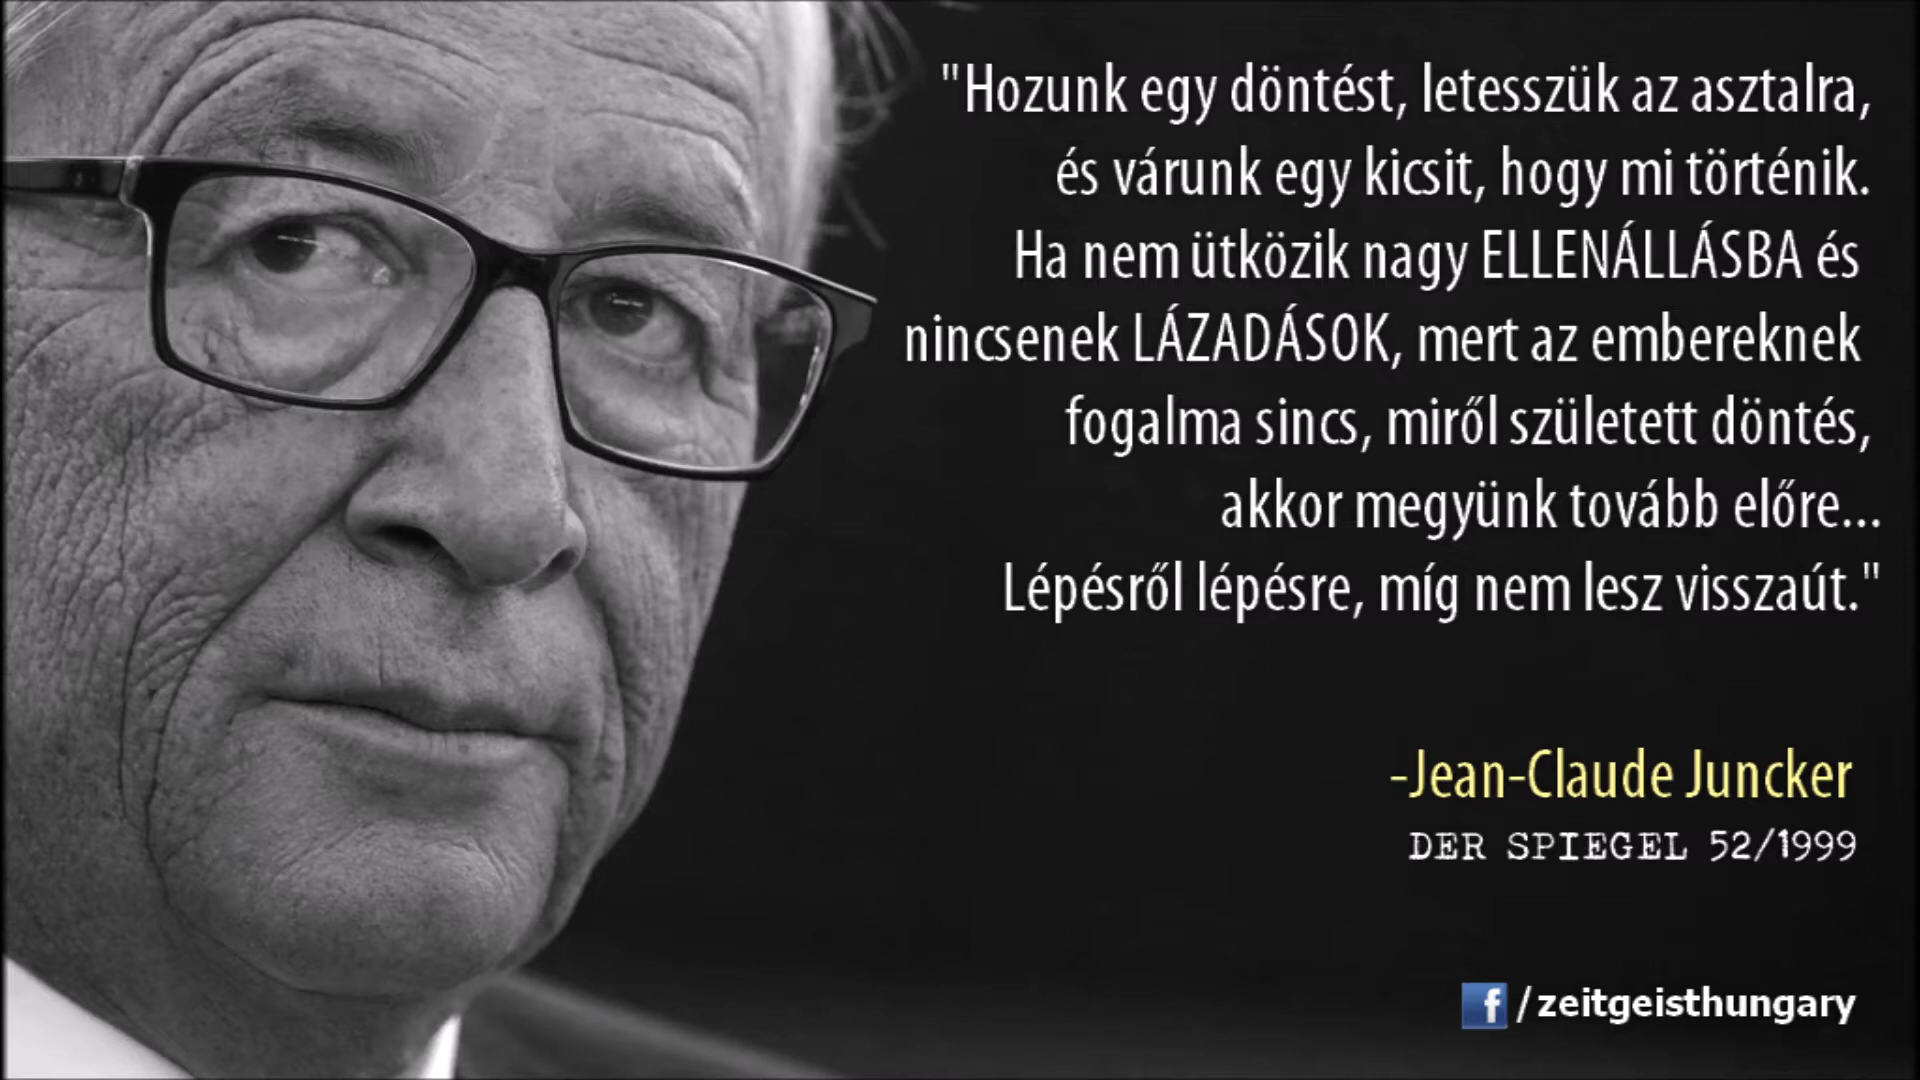 "Hozunk egy döntést, letesszük az asztalra,
és várunk egy kicsit, hogy mi történik.
Ha nem ütközik nagy ELLENÁLLÁSBA és
nincsenek LÁZADÁSOK, mert az embereknek
fogalma sincs, miről született döntés,
akkor megyünk tovább előre...
Lépésről lépésre, míg nem lesz visszaút."
-Jean-Claude Juncker
DER SPIEGEL 52/1999
f /zeitgeisthungary